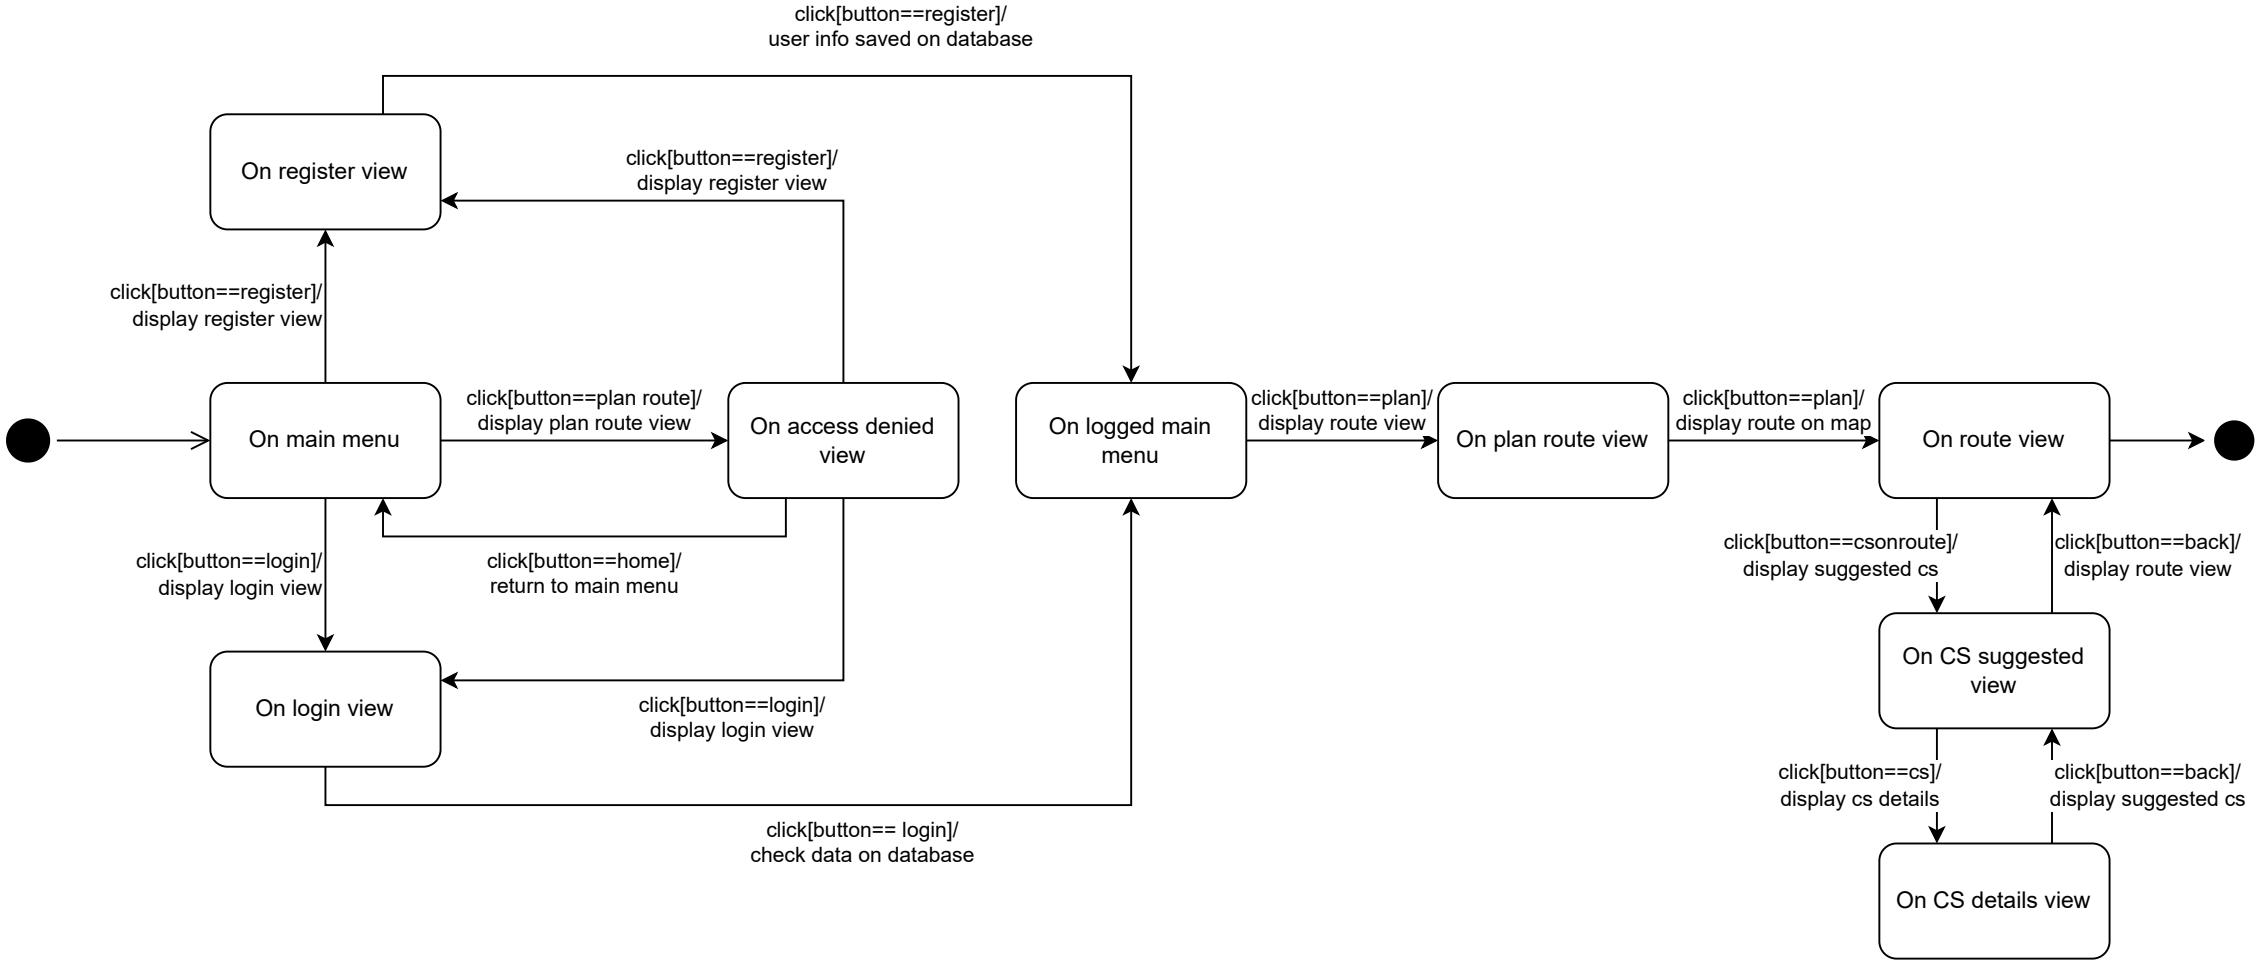 click[button==register]/
user info saved on database
On register view
click[button==register]/
display register view
click[button==register]/
display register view
On main menu
click[button==plan route]/
display plan route view
On access denied
view
click[button==home]/
return to main menu
click[button==login]/
display login view
On login view
click[button==login]/
display login view
click[button== login]/
check data on database
On logged main
menu
click[button==plan]/
display route view
On plan route view
click[button==plan]/
display route on map
On route view
click[button==csonroute]/
display suggested cs
click[button==back]/
display route view
On CS suggested
view
click[button==cs]/
display cs details
click[button==back]/
display suggested cs
On CS details view